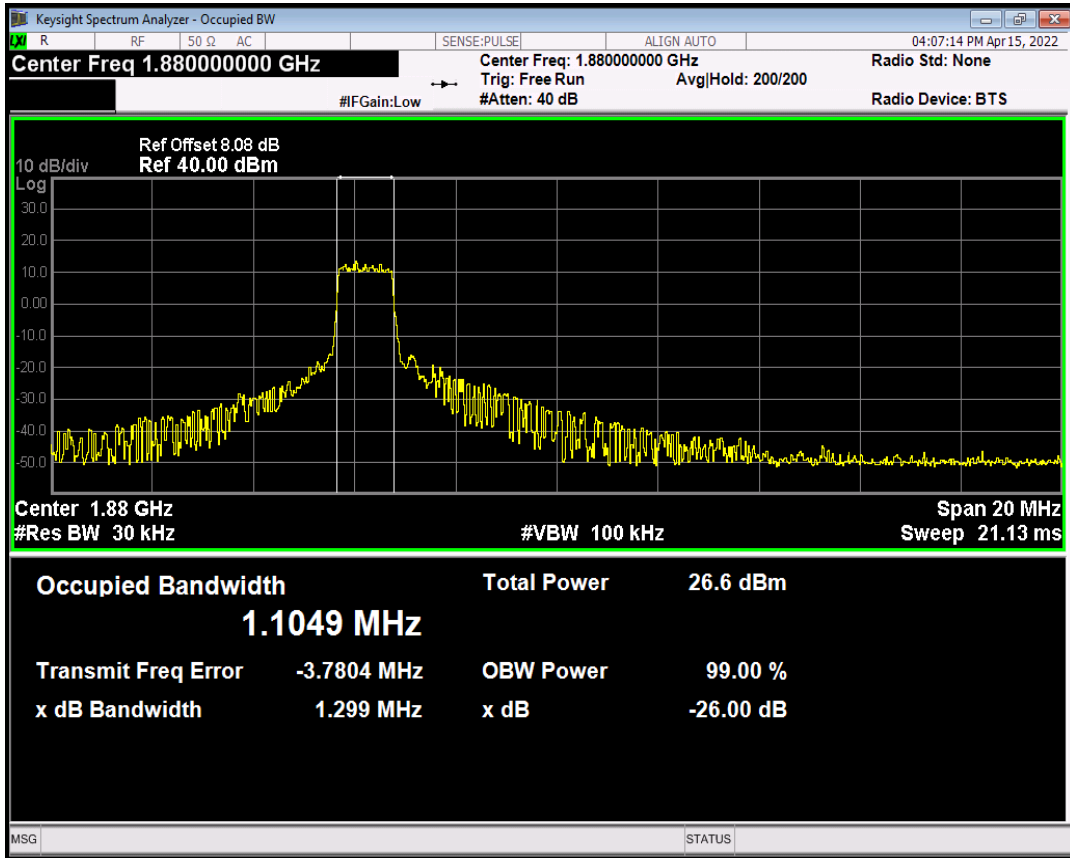 Keysight Spectrum Analyzer - Occupied BW
LXI R RF 50 Ω AC SENSE:PULSE ALIGN AUTO 04:07:14 PM Apr 15, 2022
Center Freq 1.880000000 GHz Center Freq: 1.880000000 GHz Radio Std: None
Trig: Free Run Avg|Hold: 200/200
#IFGain:Low #Atten: 40 dB Radio Device: BTS
Ref Offset 8.08 dB
10 dB/div Ref 40.00 dBm
Log
30.0
20.0
10.0
0.00
-10.0
-20.0
-30.0
-40.0
-50.0
Center 1.88 GHz Span 20 MHz
#Res BW 30 kHz #VBW 100 kHz Sweep 21.13 ms
Occupied Bandwidth Total Power 26.6 dBm
1.1049 MHz
Transmit Freq Error -3.7804 MHz OBW Power 99.00 %
x dB Bandwidth 1.299 MHz x dB -26.00 dB
MSG STATUS